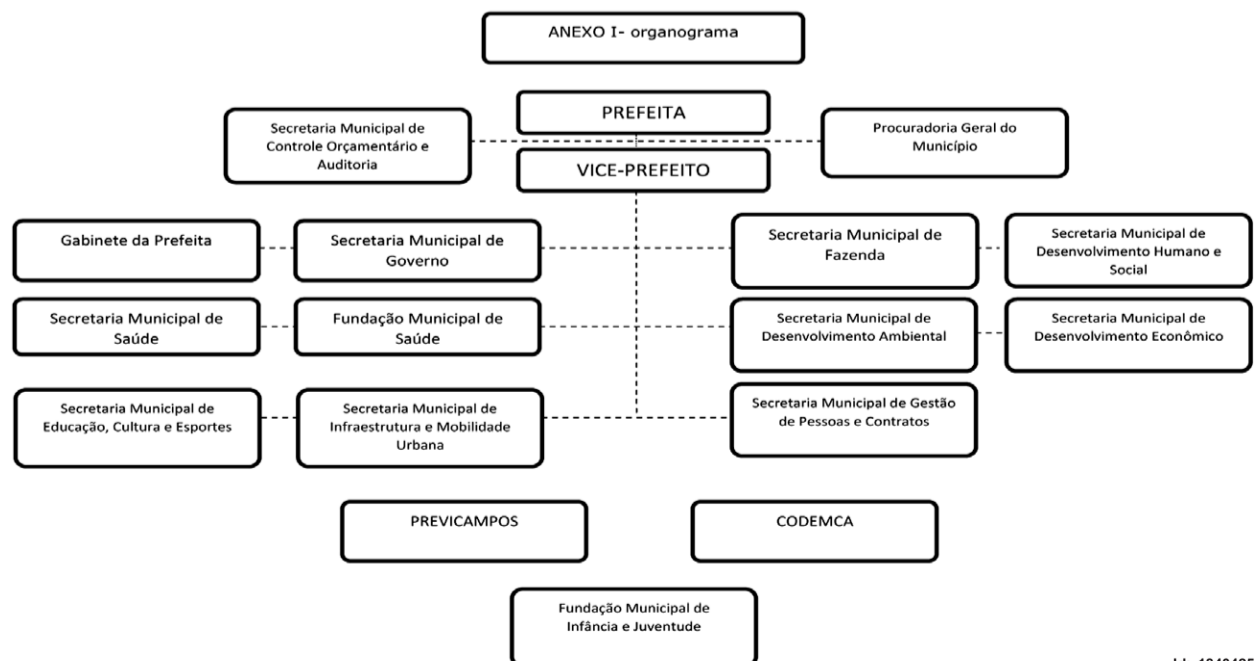 ANEXO I- organograma
PREFEITA
Secretaria Municipal de
Controle Orçamentário e
Auditoria
Procuradoria Geral do
Município
VICE-PREFEITO
Gabinete da Prefeita
Secretaria Municipal de
Governo
Secretaria Municipal de
Fazenda
Secretaria Municipal de
Desenvolvimento Humano e
Social
Secretaria Municipal de
Saúde
Fundação Municipal de
Saúde
Secretaria Municipal de
Desenvolvimento Ambiental
Secretaria Municipal de
Desenvolvimento Econômico
Secretaria Municipal de
Educação, Cultura e Esportes
Secretaria Municipal de
Infraestrutura e Mobilidade
Urbana
Secretaria Municipal de Gestão
de Pessoas e Contratos
PREVICAMPOS
CODEMCA
Fundação Municipal de
Infância e Juventude